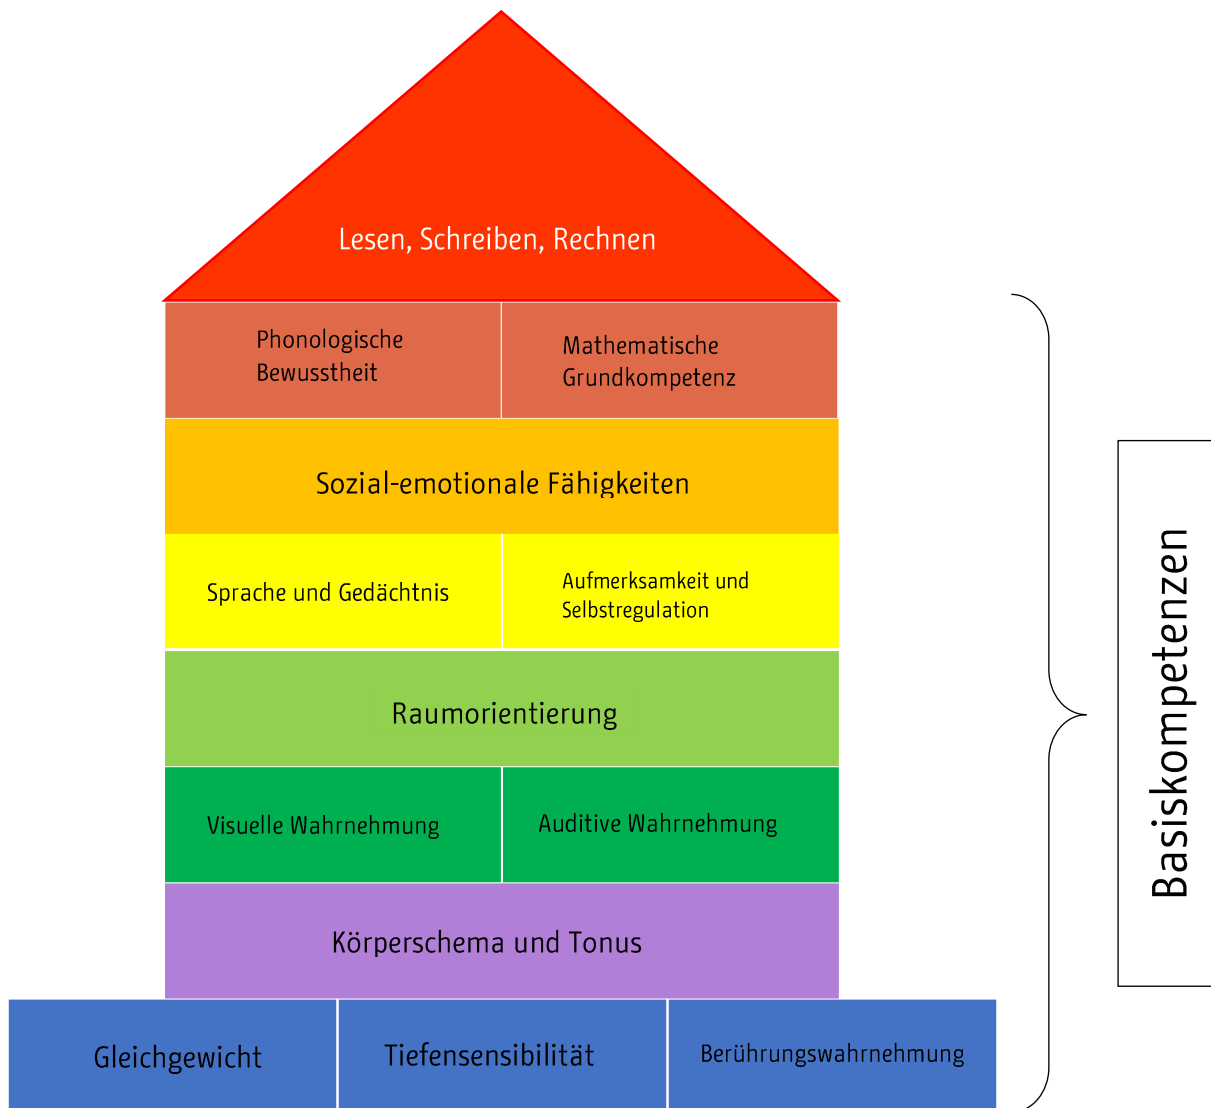 Lesen, Schreiben, Rechnen
Phonologische
Bewusstheit
Mathematische
Grundkompetenz
Sozial-emotionale Fähigkeiten
Sprache und Gedächtnis
Aufmerksamkeit und
Selbstregulation
Raumorientierung
Visuelle Wahrnehmung
Auditive Wahrnehmung
Körperschema und Tonus
Gleichgewicht
Tiefensensibilität
Berührungswahrnehmung
Basiskompetenzen